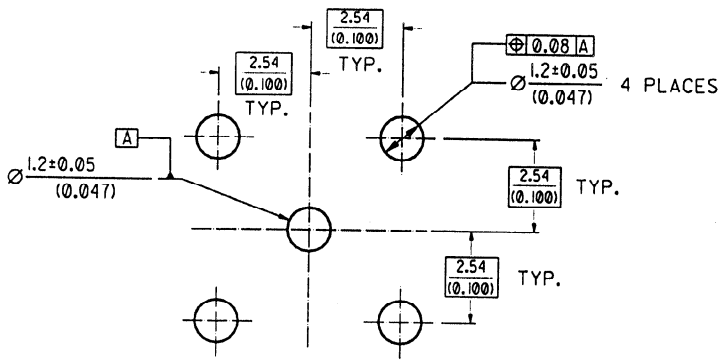 2.54
(0.100)
TYP.
2.54
(0.100)
TYP.
⌖ 0.08 A
⌀ 1.2±0.05
(0.047)
4 PLACES
A
⌀ 1.2±0.05
(0.047)
2.54
(0.100)
TYP.
2.54
(0.100)
TYP.